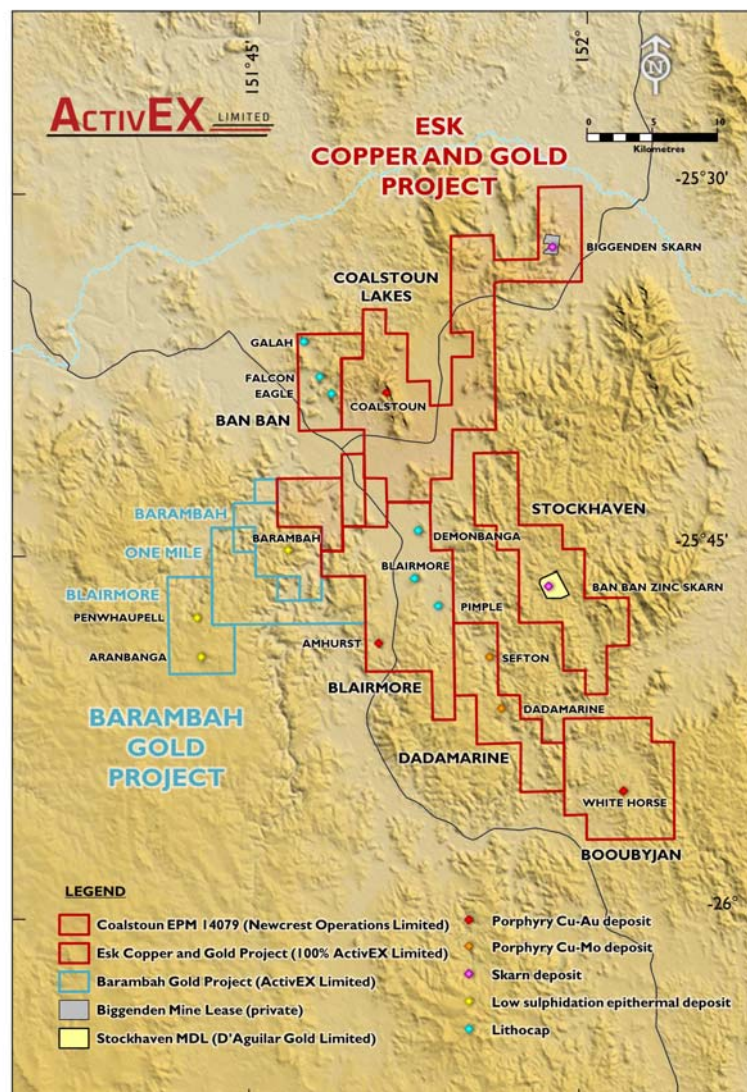 151°45'
152°
N
ACTIVEX
LIMITED
ESK
COPPER AND GOLD
PROJECT
0 5 10
Kilometres
-25°30'
BIGGENDEN SKARN
COALSTOUN
LAKES
GALAH
FALCON
EAGLE
COALSTOUN
BAN BAN
STOCKHAVEN
BARAMBAH
DEMONBANGA
BARAMBAH
-25°45'
ONE MILE
BLAIRMORE
BAN BAN ZINC SKARN
BLAIRMORE
PIMPLE
PENWHAUPELL
AMHURST
SEFTON
ARANBANGA
BLAIRMORE
DADAMARINE
BARAMBAH
GOLD
PROJECT
DADAMARINE
WHITE HORSE
BOOUBYJAN
-26°
LEGEND
Coalstoun EPM 14079 (Newcrest Operations Limited)
Esk Copper and Gold Project (100% ActivEX Limited)
Barambah Gold Project (ActivEX Limited)
Biggenden Mine Lease (private)
Stockhaven MDL (D'Aguilar Gold Limited)
Porphyry Cu-Au deposit
Porphyry Cu-Mo deposit
Skarn deposit
Low sulphidation epithermal deposit
Lithocap